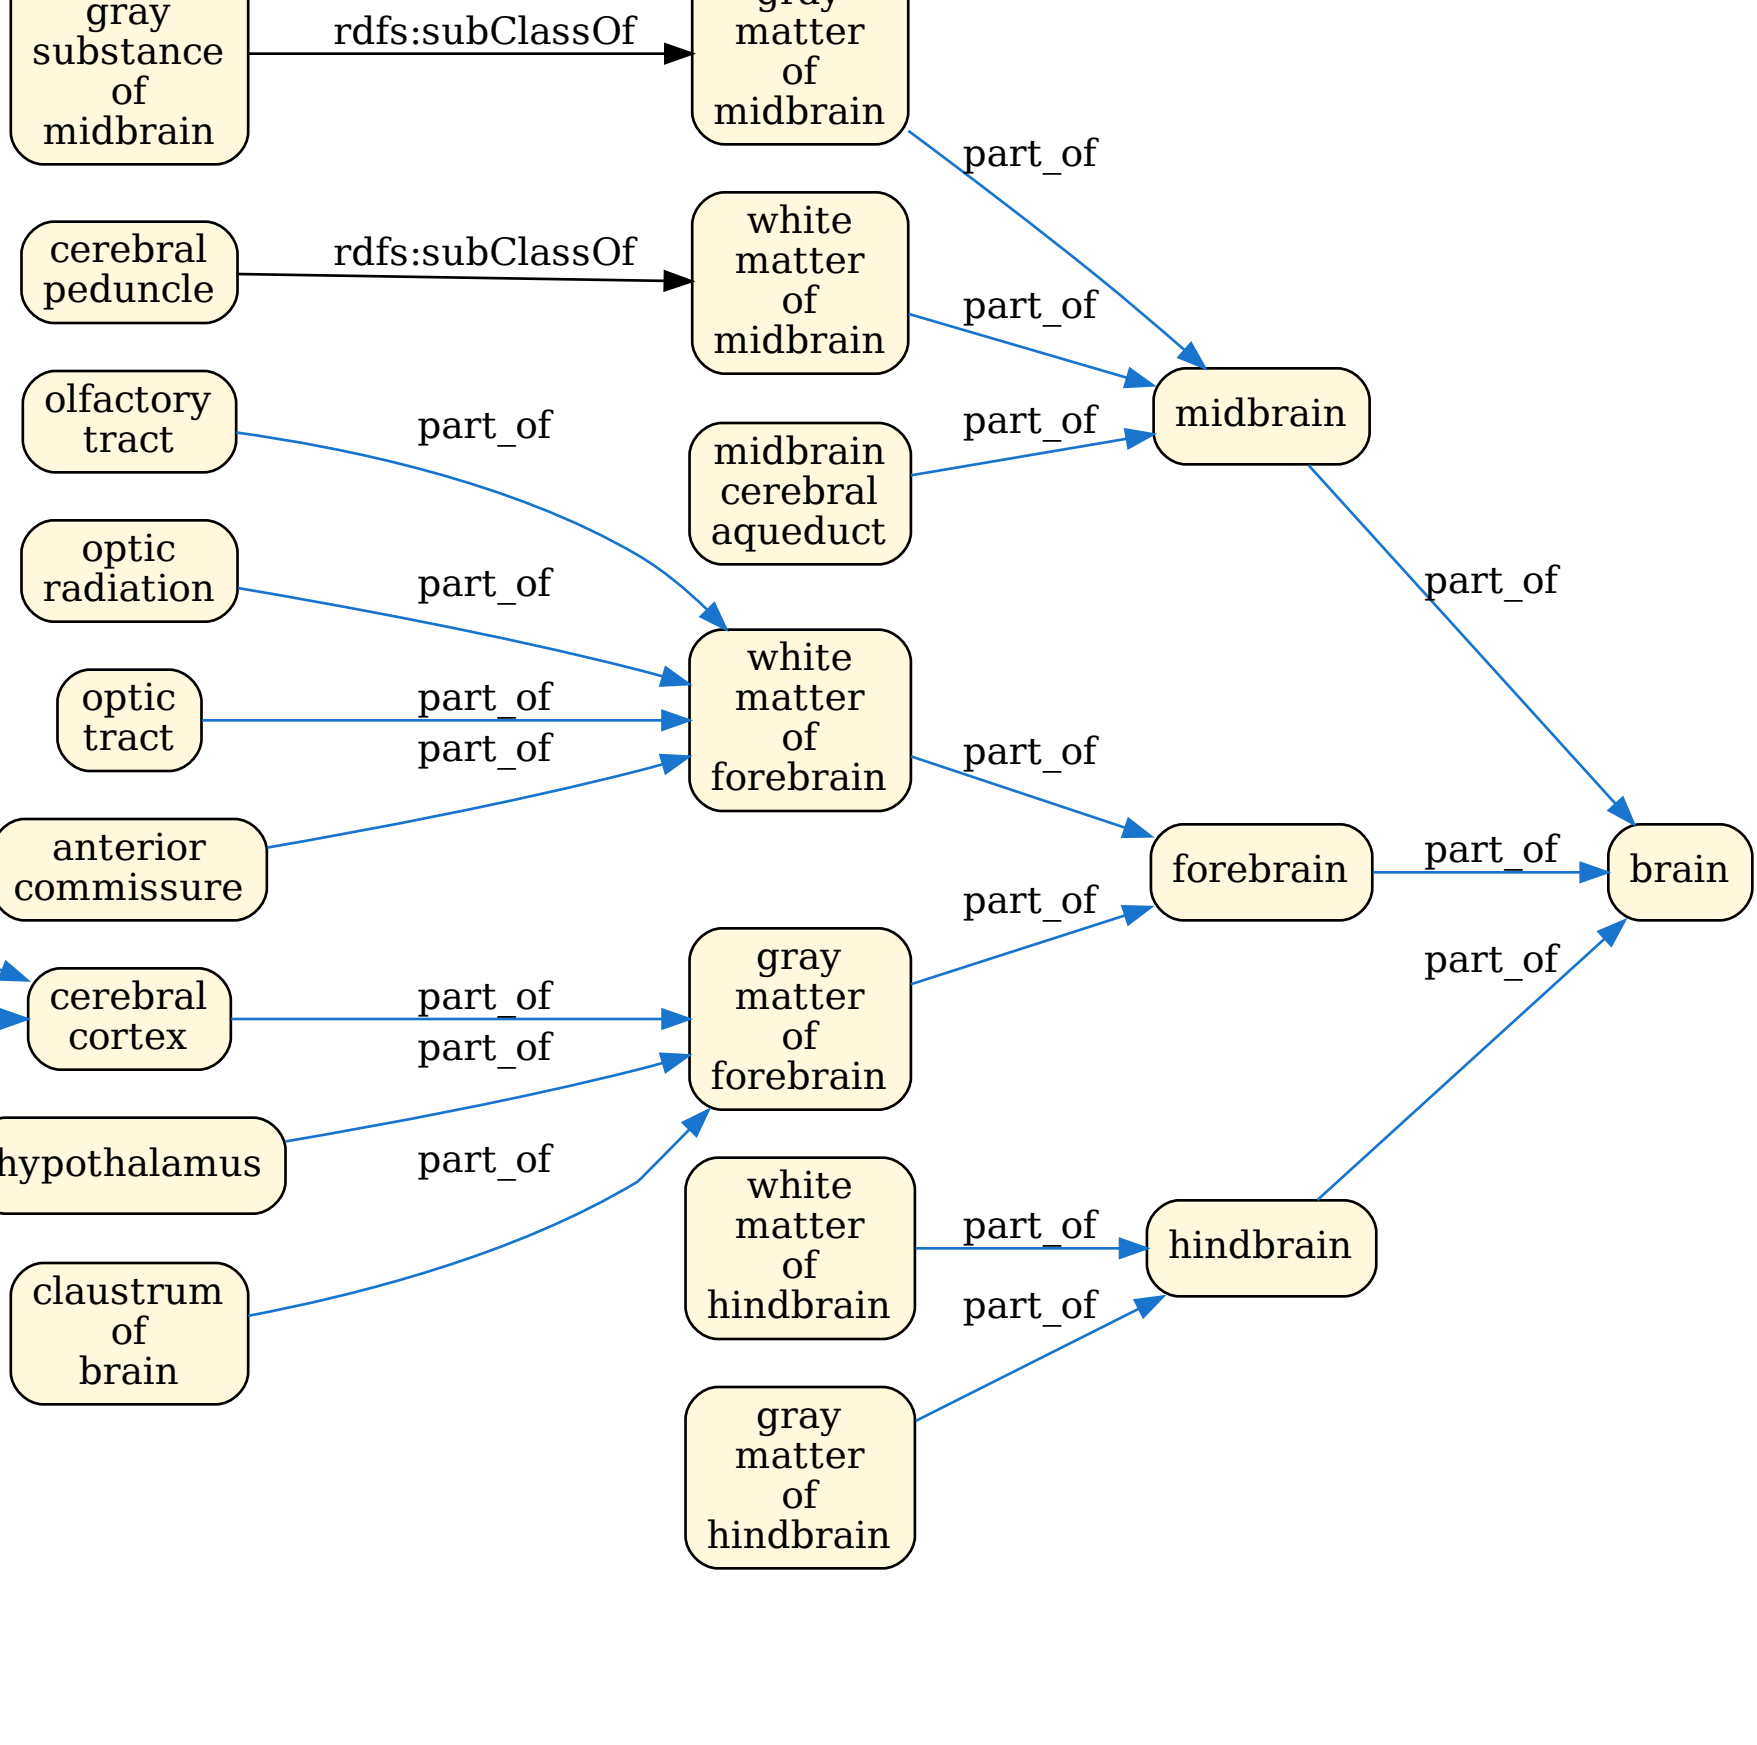 gray
substance
of
midbrain
rdfs:subClassOf
gray
matter
of
midbrain
part_of
cerebral
peduncle
rdfs:subClassOf
white
matter
of
midbrain
part_of
olfactory
tract
part_of
midbrain
cerebral
aqueduct
part_of
midbrain
part_of
optic
radiation
part_of
optic
tract
part_of
white
matter
of
forebrain
part_of
anterior
commissure
part_of
forebrain
part_of
brain
cerebral
cortex
part_of
gray
matter
of
forebrain
part_of
hypothalamus
part_of
claustrum
of
brain
part_of
white
matter
of
hindbrain
part_of
hindbrain
part_of
gray
matter
of
hindbrain
part_of